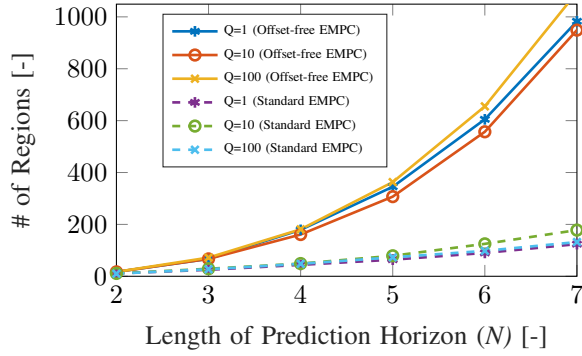 1000
800
600
400
200
0
# of Regions [-]
Q=1 (Offset-free EMPC)
Q=10 (Offset-free EMPC)
Q=100 (Offset-free EMPC)
Q=1 (Standard EMPC)
Q=10 (Standard EMPC)
Q=100 (Standard EMPC)
2 3 4 5 6 7
Length of Prediction Horizon (N) [-]